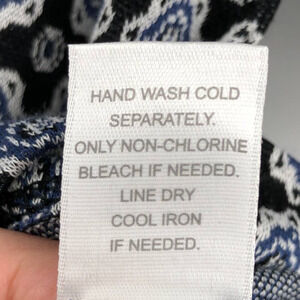 HAND WASH COLD
SEPARATELY.
ONLY NON-CHLORINE
BLEACH IF NEEDED.
LINE DRY
COOL IRON
IF NEEDED.